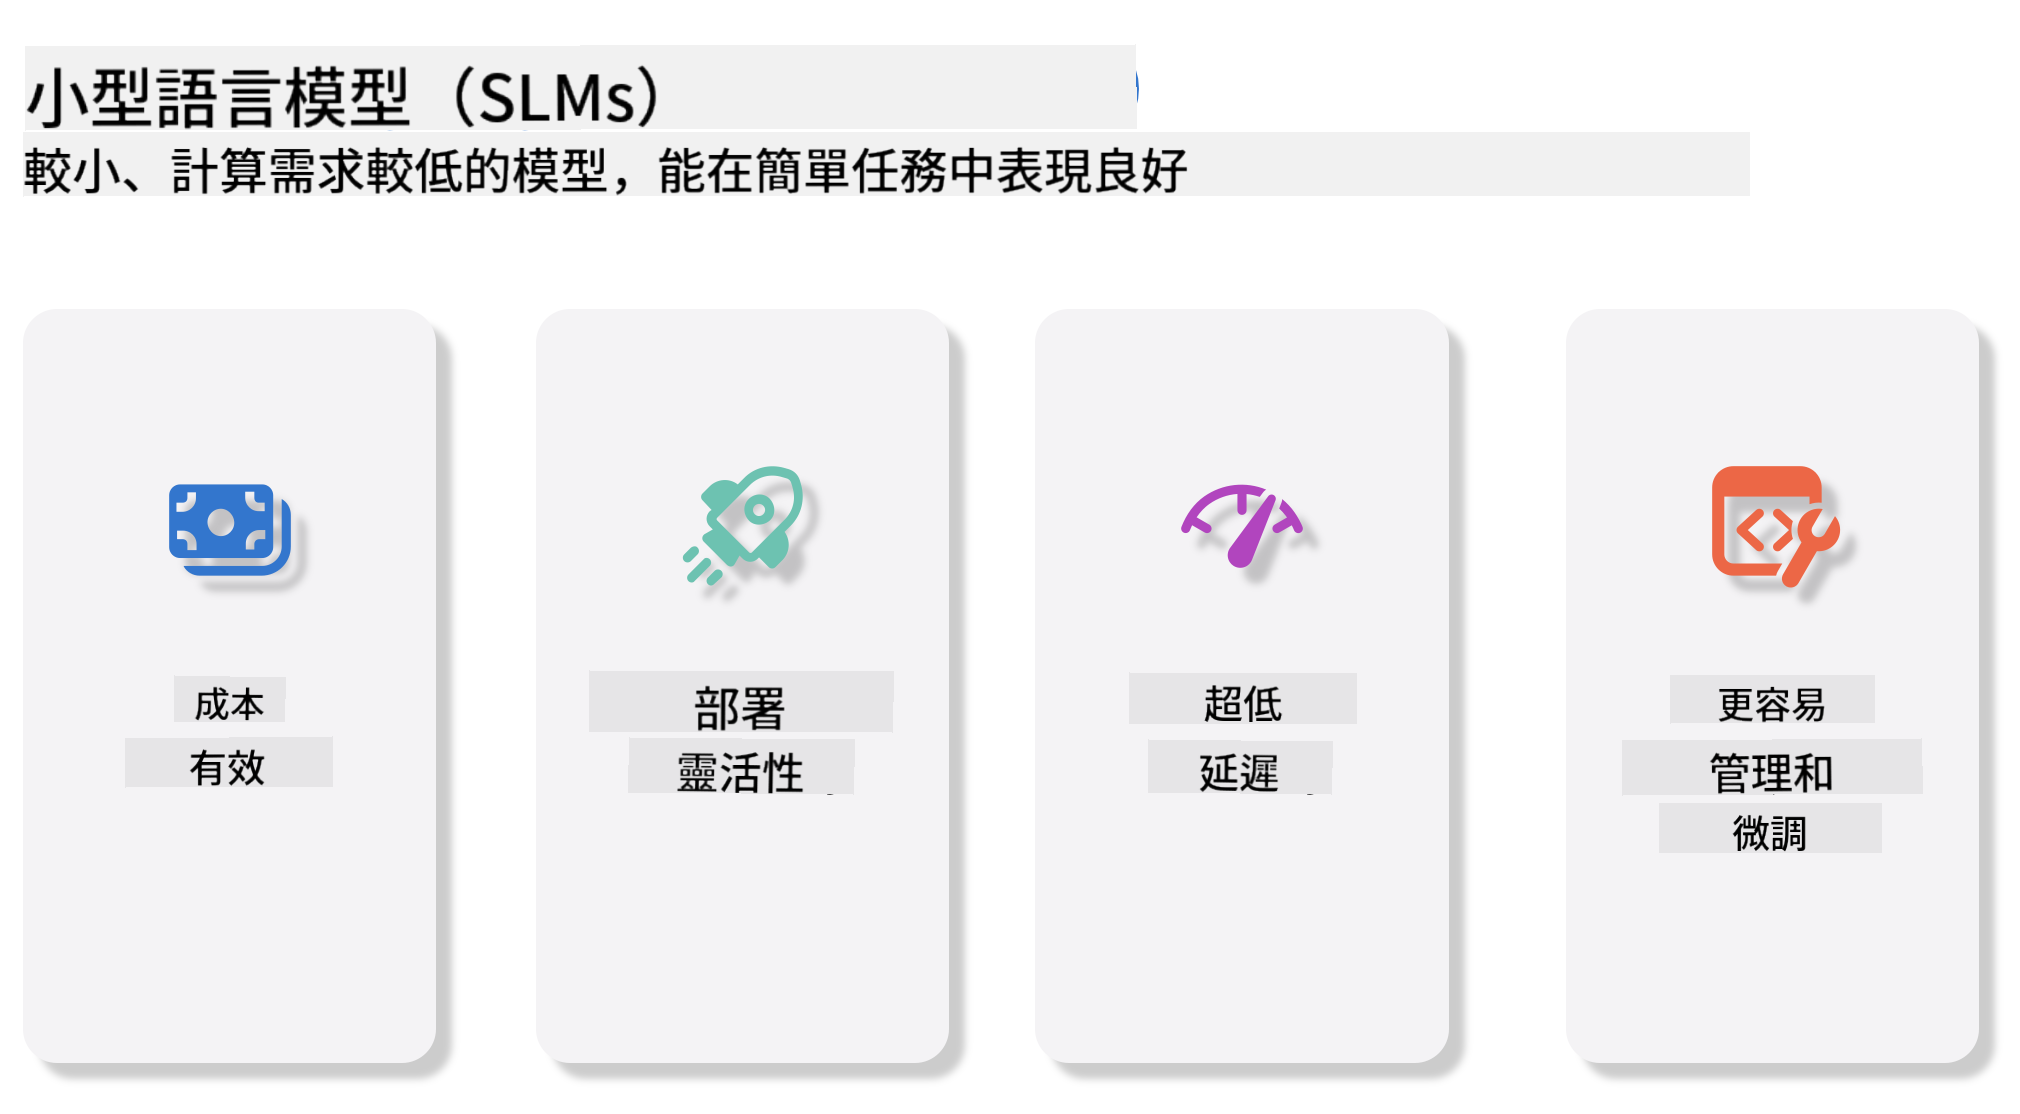 小型語言模型（SLMs）
較小、計算需求較低的模型，能在簡單任務中表現良好
成本
有效
部署
靈活性
超低
延遲
更容易
管理和
微調